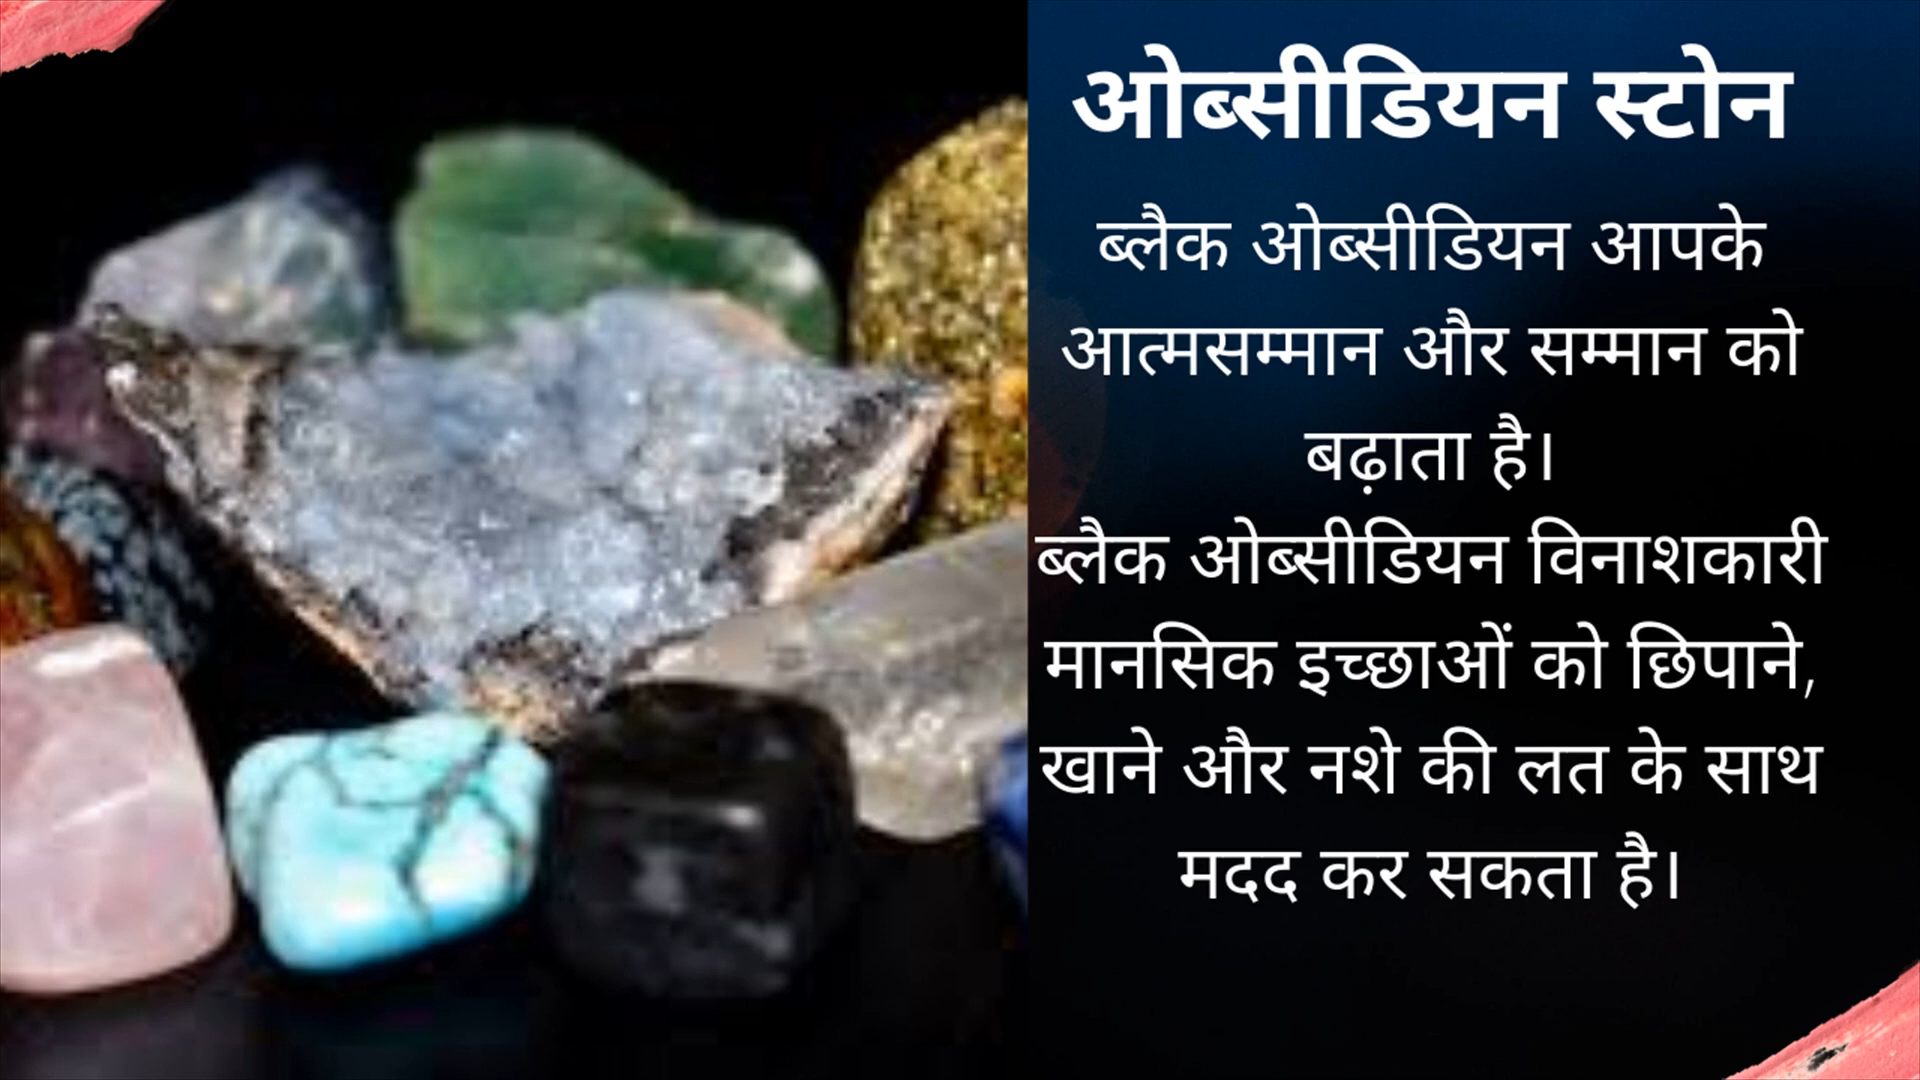 ओब्सीडियन स्टोन
ब्लैक ओब्सीडियन आपके
आत्मसम्मान और सम्मान को
बढ़ाता है।
ब्लैक ओब्सीडियन विनाशकारी
मानसिक इच्छाओं को छिपाने,
खाने और नशे की लत के साथ
मदद कर सकता है।